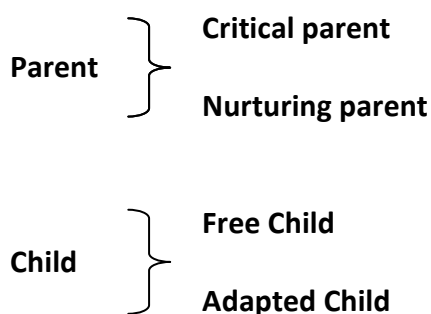 Critical parent
Parent
Nurturing parent
Free Child
Child
Adapted Child